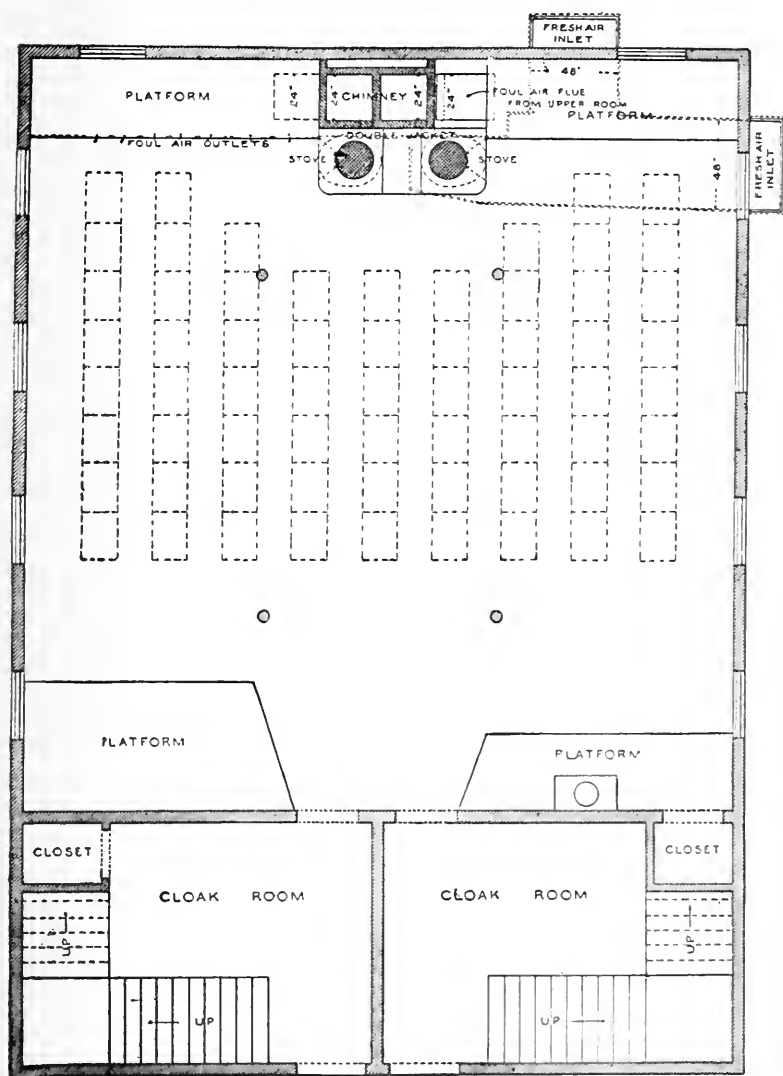 FRESH AIR
INLET
48"
PLATFORM
24"
24"
CHIMNEY
24"
FOUL AIR FLUE
FROM UPPER ROOM
PLATFORM
FOUL AIR OUTLETS
DOUBLE JACKET
STOVE
STOVE
48"
FRESH AIR
INLET
PLATFORM
PLATFORM
CLOSET
CLOSET
CLOAK ROOM
CLOAK ROOM
UP
UP
UP
UP